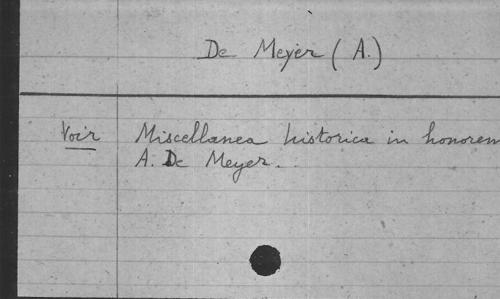 De Meyer (A.)
Voir Miscellanea historica in honorem
A. De Meyer.